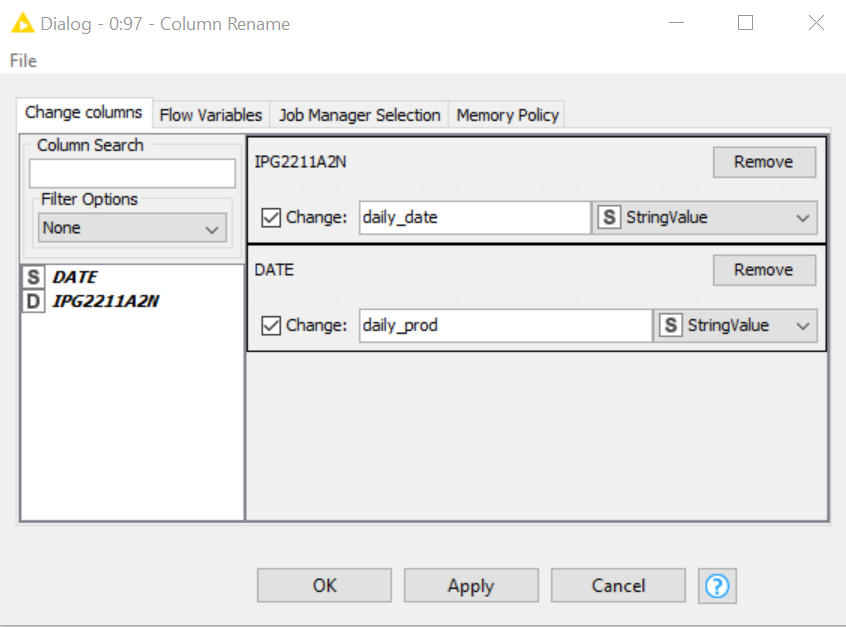 Dialog - 0:97 - Column Rename
File
Change columns Flow Variables Job Manager Selection Memory Policy
Column Search
Filter Options
None
S DATE
D IPG2211A2N
IPG2211A2N Remove
Change: daily_date S StringValue
DATE Remove
Change: daily_prod S StringValue
OK Apply Cancel ?